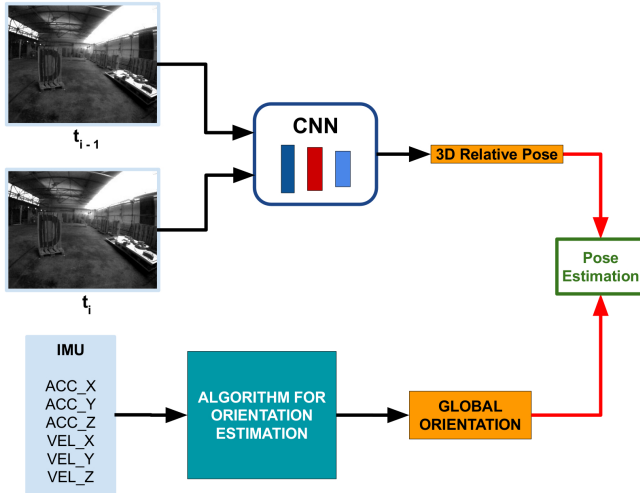 t i - 1
t i
CNN
3D Relative Pose
Pose
Estimation
IMU
ACC_X
ACC_Y
ACC_Z
VEL_X
VEL_Y
VEL_Z
ALGORITHM FOR
ORIENTATION
ESTIMATION
GLOBAL
ORIENTATION